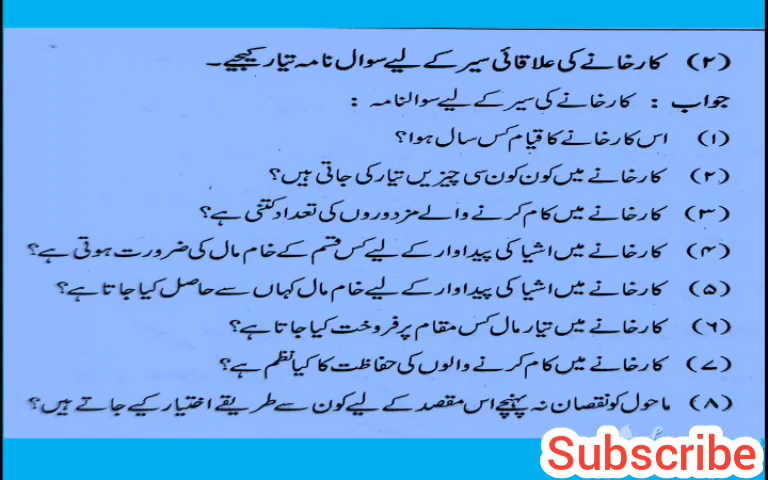 (۲) کارخانے کی علاقائی سیر کے لیے سوال نامہ تیار کیجیے۔
جواب : کارخانے کی سیر کے لیے سوالنامہ :
(۱) اس کارخانے کا قیام کس سال ہوا؟
(۲) کارخانے میں کون کون سی چیزیں تیار کی جاتی ہیں؟
(۳) کارخانے میں کام کرنے والے مزدوروں کی تعداد کتنی ہے؟
(۴) کارخانے میں اشیا کی پیداوار کے لیے کس قسم کے خام مال کی ضرورت ہوتی ہے؟
(۵) کارخانے میں اشیا کی پیداوار کے لیے خام مال کہاں سے حاصل کیا جاتا ہے؟
(۶) کارخانے میں تیار مال کس مقام پر فروخت کیا جاتا ہے؟
(۷) کارخانے میں کام کرنے والوں کی حفاظت کا کیا نظم ہے؟
(۸) ماحول کو نقصان نہ پہنچے اس مقصد کے لیے کون سے طریقے اختیار کیے جاتے ہیں؟
Subscribe